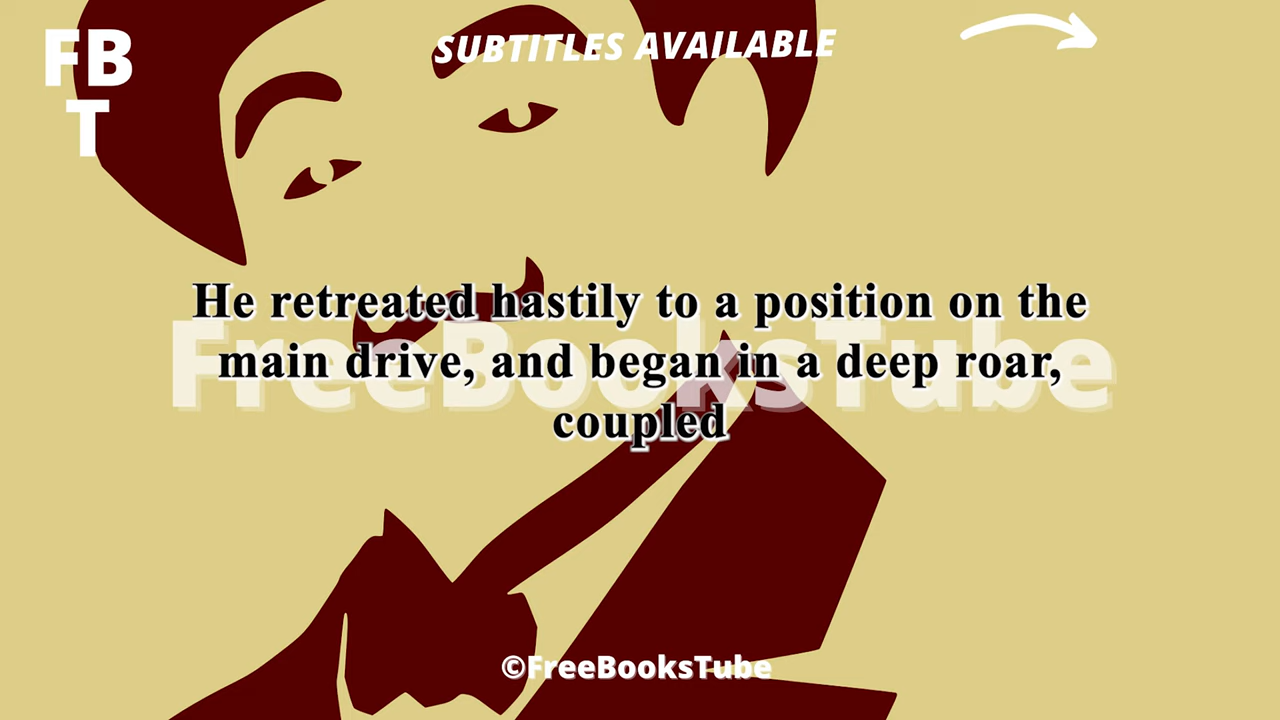 FB
T
SUBTITLES AVAILABLE
He retreated hastily to a position on the
main drive, and began in a deep roar,
coupled
FreeBooksTube
©FreeBooksTube